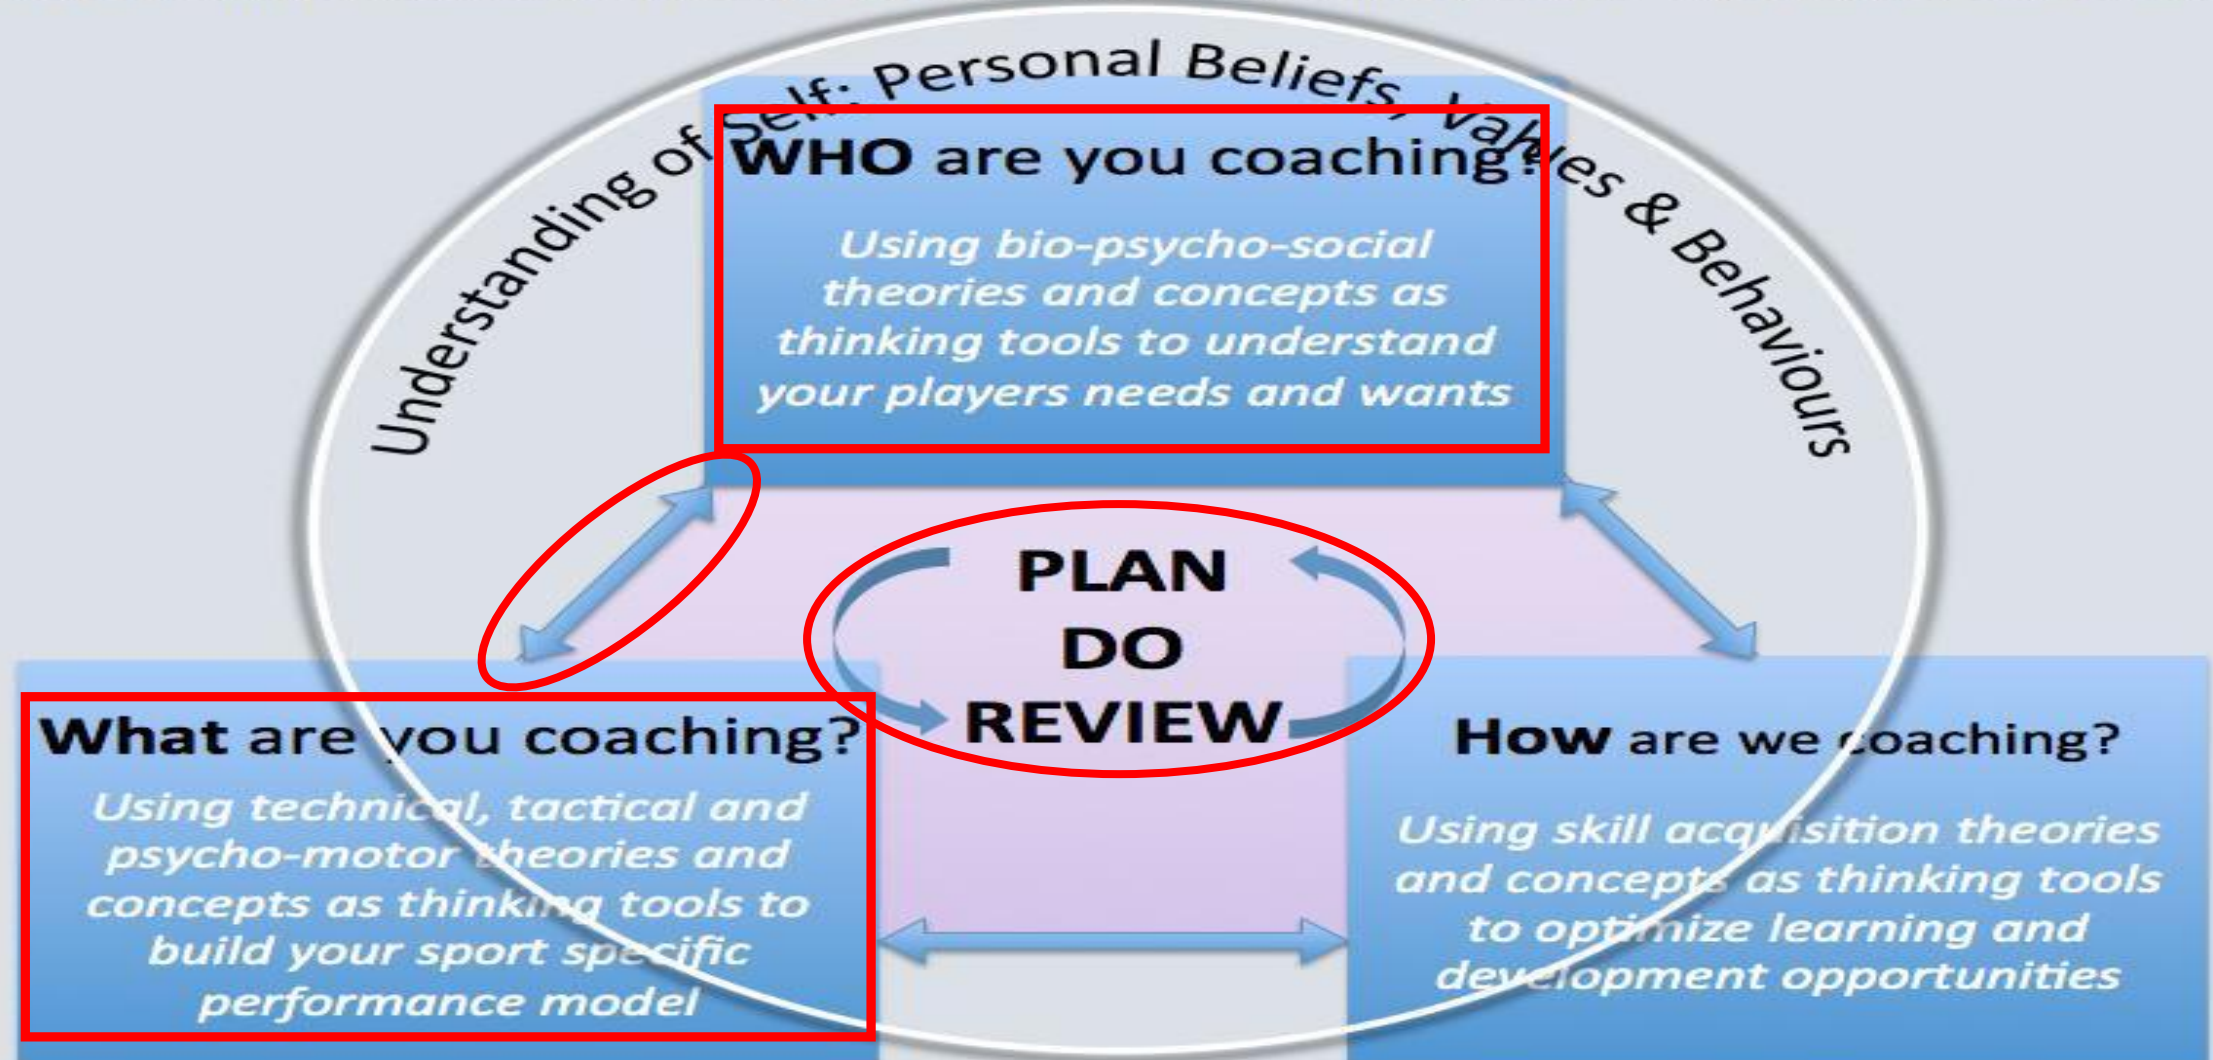 Understanding of Self: Personal Beliefs, Values & Behaviours
WHO are you coaching?
Using bio-psycho-social
theories and concepts as
thinking tools to understand
your players needs and wants
PLAN
DO
REVIEW
What are you coaching?
Using technical, tactical and
psycho-motor theories and
concepts as thinking tools to
build your sport specific
performance model
How are we coaching?
Using skill acquisition theories
and concepts as thinking tools
to optimize learning and
development opportunities